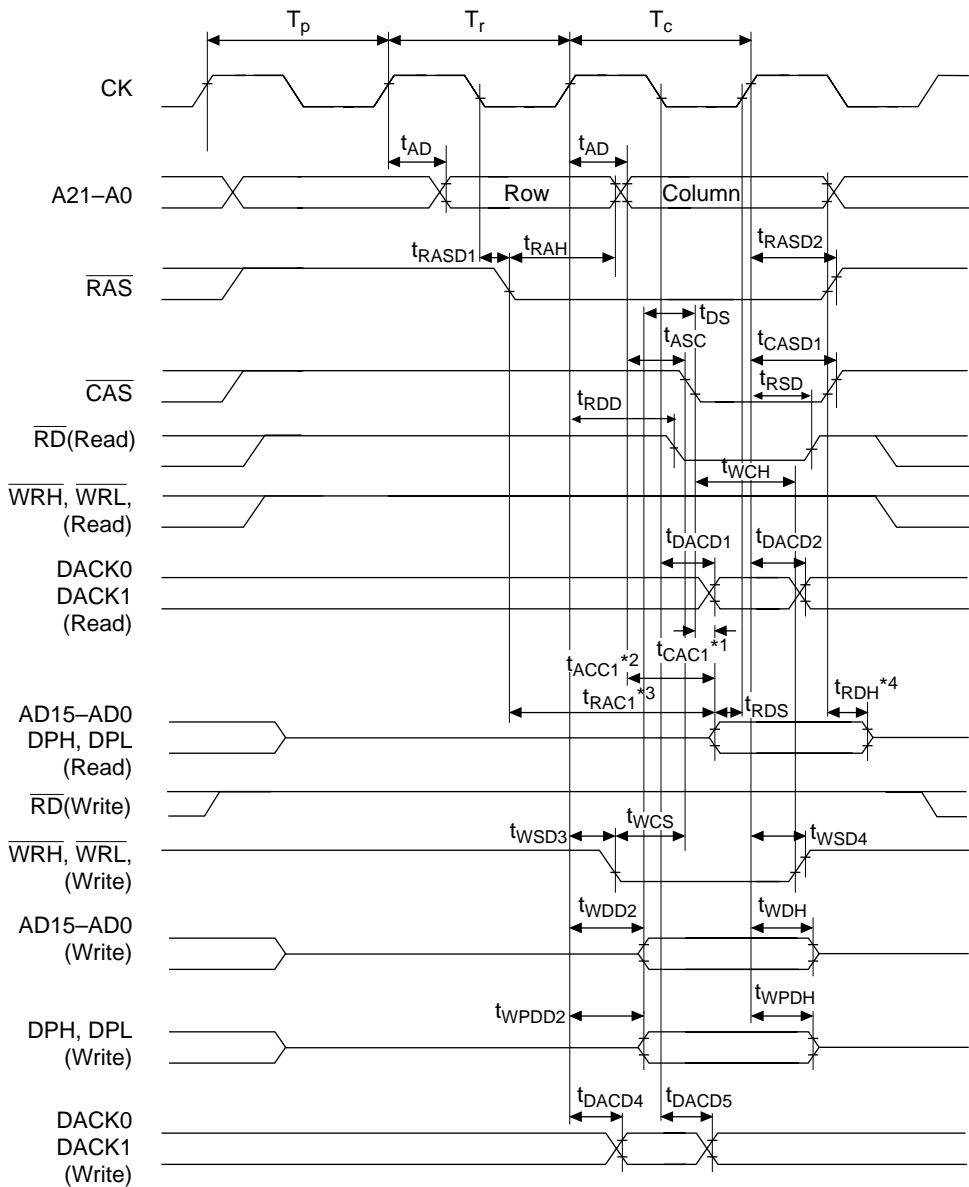 Tp Tr Tc
CK
tAD tAD
A21–A0 Row Column
tRASD1 tRAH tRASD2
RAS
tDS
tASC tCASD1
CAS tRSD
tRDD
RD(Read)
tWCH
WRH, WRL,
(Read)
tDACD1 tDACD2
DACK0
DACK1
(Read)
tCAC1*1
tACC1*2
tRAC1*3 tRDS tRDH*4
AD15–AD0
DPH, DPL
(Read)
RD(Write)
tWSD3 tWCS tWSD4
WRH, WRL,
(Write)
tWDD2 tWDH
AD15–AD0
(Write)
tWPDD2 tWPDH
DPH, DPL
(Write)
tDACD4 tDACD5
DACK0
DACK1
(Write)